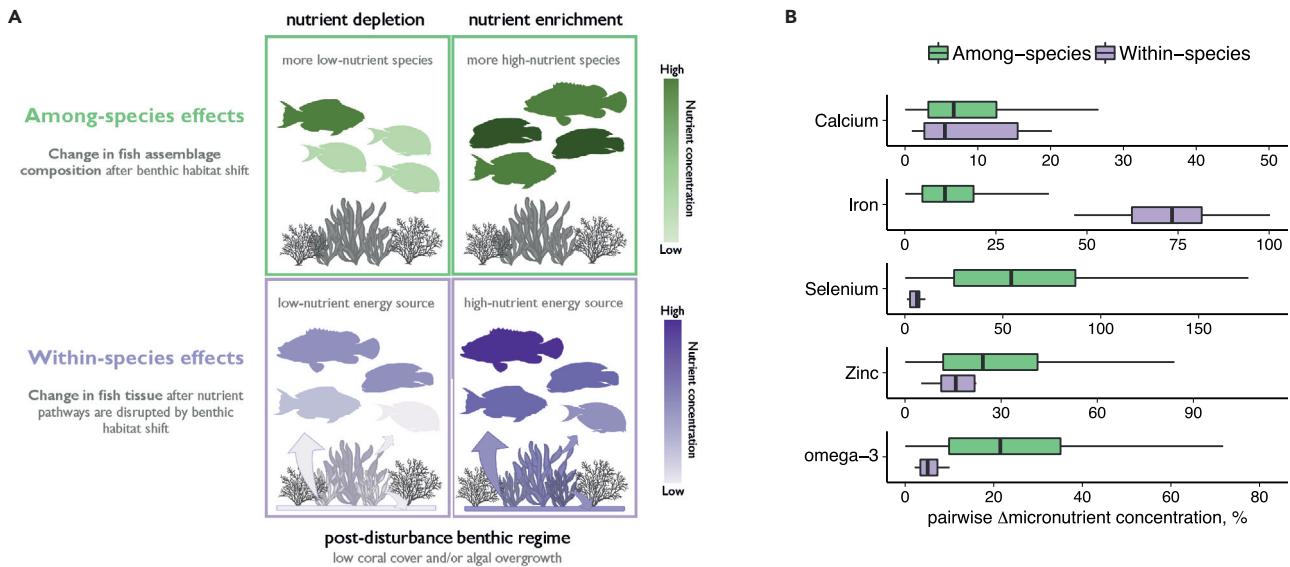 A
nutrient depletion
nutrient enrichment
more low-nutrient species
more high-nutrient species
Among-species effects
Change in fish assemblage
composition after benthic habitat shift
High
Nutrient concentration
Low
low-nutrient energy source
high-nutrient energy source
Within-species effects
Change in fish tissue after nutrient
pathways are disrupted by benthic
habitat shift
High
Nutrient concentration
Low
post-disturbance benthic regime
low coral cover and/or algal overgrowth
B
Among-species Within-species
Calcium
0 10 20 30 40 50
Iron
0 25 50 75 100
Selenium
0 50 100 150
Zinc
0 30 60 90
omega-3
0 20 40 60 80
pairwise Δmicronutrient concentration, %